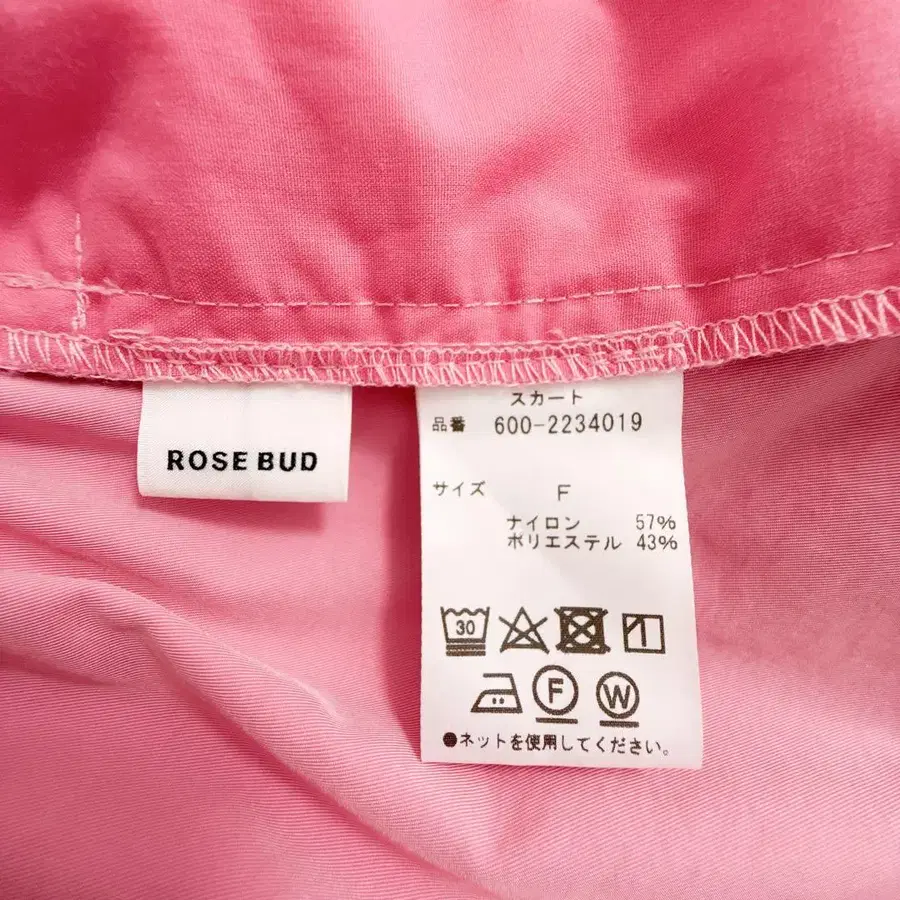 ROSE BUD
スカート
品番 600-2234019
サイズ F
ナイロン 57%
ポリエステル 43%
30
F W
●ネットを使用してください。